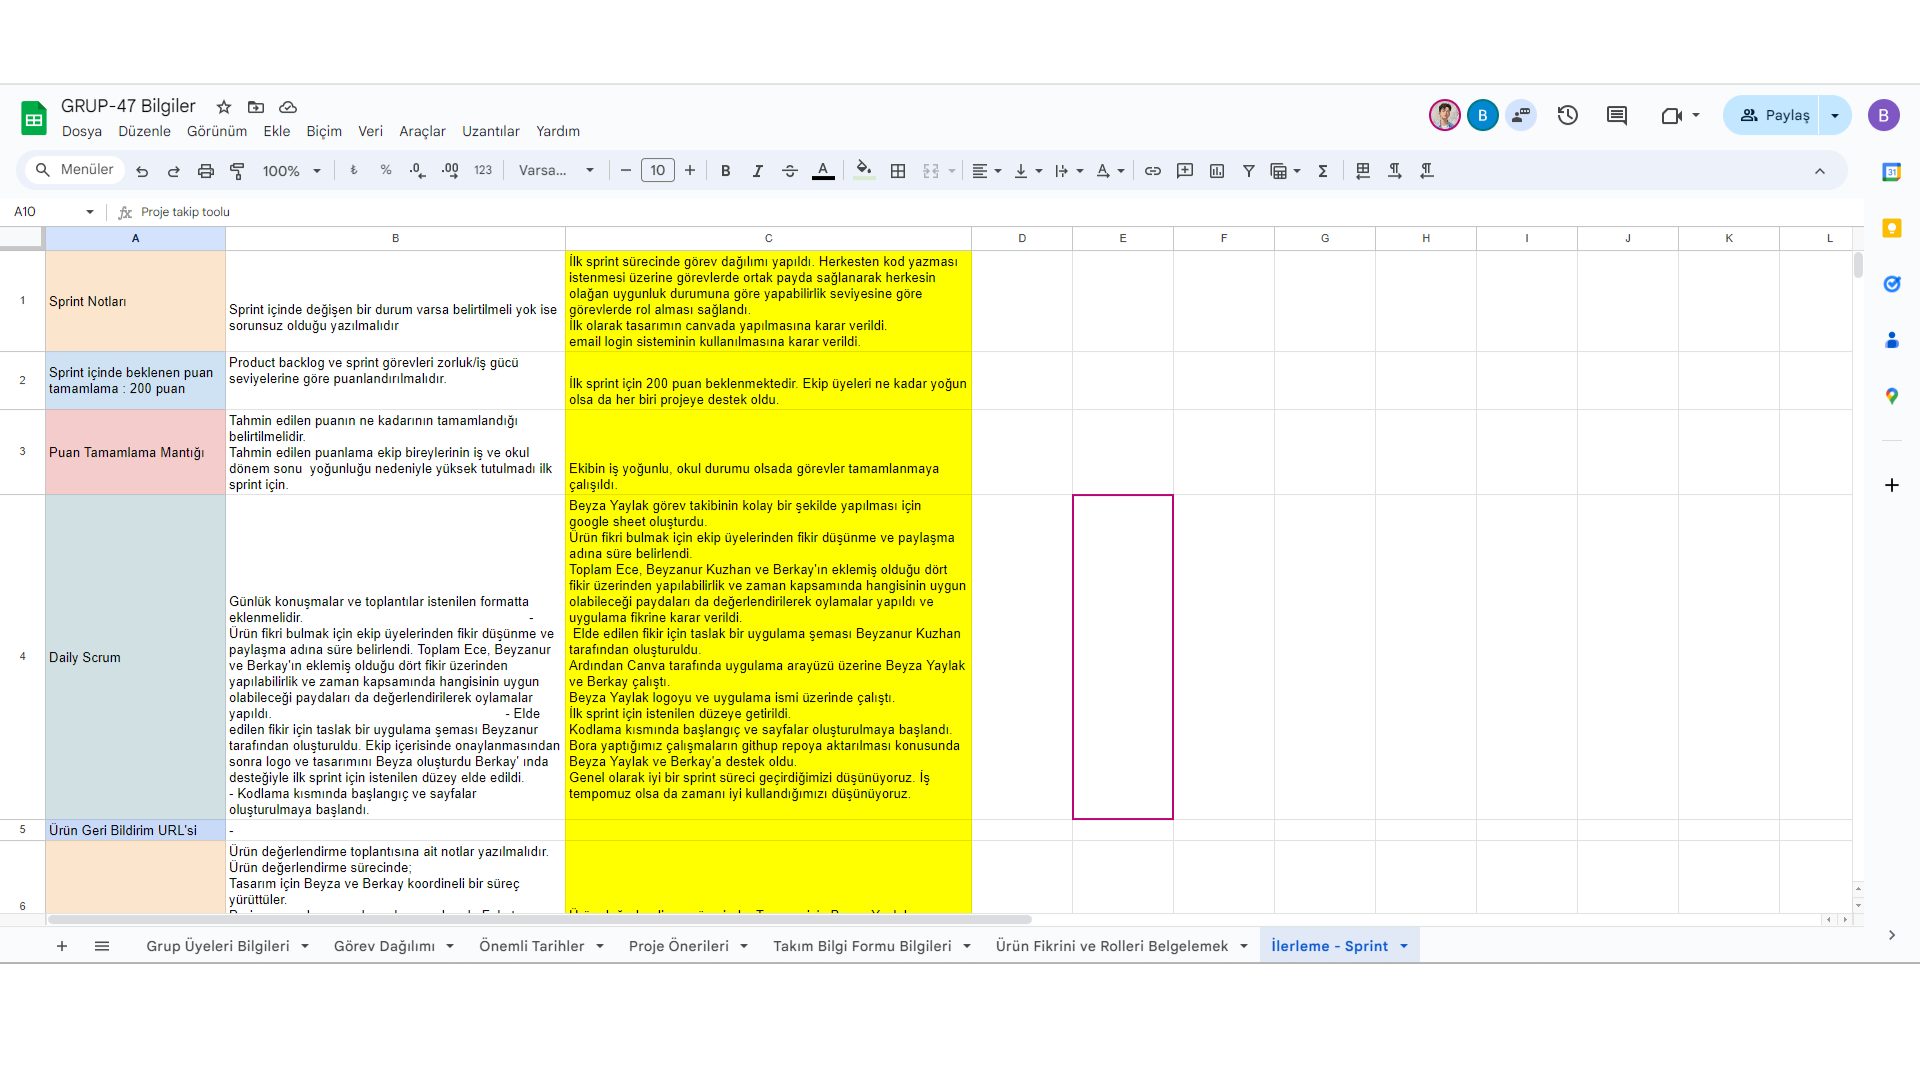 GRUP-47 Bilgiler
Dosya Düzenle Görünüm Ekle Biçim Veri Araçlar Uzantılar Yardım
B
Paylaş
B
Menüler
100%
₺ % .0 .00 123
Varsa...
10
B I A
31
A10
fx Proje takip toolu
A B C D E F G H I J K L
1
Sprint Notları
Sprint içinde değişen bir durum varsa belirtilmeli yok ise
sorunsuz olduğu yazılmalıdır
İlk sprint sürecinde görev dağılımı yapıldı. Herkesten kod yazması
istenmesi üzerine görevlerde ortak payda sağlanarak herkesin
olağan uygunluk durumuna göre yapabilirlik seviyesine göre
görevlerde rol alması sağlandı.
İlk olarak tasarımın canvada yapılmasına karar verildi.
email login sisteminin kullanılmasına karar verildi.
2
Sprint içinde beklenen puan
tamamlama : 200 puan
Product backlog ve sprint görevleri zorluk/iş gücü
seviyelerine göre puanlandırılmalıdır.
İlk sprint için 200 puan beklenmektedir. Ekip üyeleri ne kadar yoğun
olsa da her biri projeye destek oldu.
3
Puan Tamamlama Mantığı
Tahmin edilen puanın ne kadarının tamamlandığı
belirtilmelidir.
Tahmin edilen puanlama ekip bireylerinin iş ve okul
dönem sonu yoğunluğu nedeniyle yüksek tutulmadı ilk
sprint için.
Ekibin iş yoğunlu, okul durumu olsada görevler tamamlanmaya
çalışıldı.
4
Daily Scrum
Günlük konuşmalar ve toplantılar istenilen formatta
eklenmelidir. -
Ürün fikri bulmak için ekip üyelerinden fikir düşünme ve
paylaşma adına süre belirlendi. Toplam Ece, Beyzanur
ve Berkay'ın eklemiş olduğu dört fikir üzerinden
yapılabilirlik ve zaman kapsamında hangisinin uygun
olabileceği paydaları da değerlendirilerek oylamalar
yapıldı. - Elde
edilen fikir için taslak bir uygulama şeması Beyzanur
tarafından oluşturuldu. Ekip içerisinde onaylanmasından
sonra logo ve tasarımını Beyza oluşturdu Berkay' ında
desteğiyle ilk sprint için istenilen düzey elde edildi.
- Kodlama kısmında başlangıç ve sayfalar
oluşturulmaya başlandı.
Beyza Yaylak görev takibinin kolay bir şekilde yapılması için
google sheet oluşturdu.
Ürün fikri bulmak için ekip üyelerinden fikir düşünme ve paylaşma
adına süre belirlendi.
Toplam Ece, Beyzanur Kuzhan ve Berkay'ın eklemiş olduğu dört
fikir üzerinden yapılabilirlik ve zaman kapsamında hangisinin uygun
olabileceği paydaları da değerlendirilerek oylamalar yapıldı ve
uygulama fikrine karar verildi.
Elde edilen fikir için taslak bir uygulama şeması Beyzanur Kuzhan
tarafından oluşturuldu.
Ardından Canva tarafında uygulama arayüzü üzerine Beyza Yaylak
ve Berkay çalıştı.
Beyza Yaylak logoyu ve uygulama ismi üzerinde çalıştı.
İlk sprint için istenilen düzeye getirildi.
Kodlama kısmında başlangıç ve sayfalar oluşturulmaya başlandı.
Bora yaptığımız çalışmaların githup repoya aktarılması konusunda
Beyza Yaylak ve Berkay'a destek oldu.
Genel olarak iyi bir sprint süreci geçirdiğimizi düşünüyoruz. İş
tempomuz olsa da zamanı iyi kullandığımızı düşünüyoruz.
5
Ürün Geri Bildirim URL'si
-
6
Ürün değerlendirme toplantısına ait notlar yazılmalıdır.
Ürün değerlendirme sürecinde;
Tasarım için Beyza ve Berkay koordineli bir süreç
yürüttüler.
Grup Üyeleri Bilgileri Görev Dağılımı Önemli Tarihler Proje Önerileri Takım Bilgi Formu Bilgileri Ürün Fikrini ve Rolleri Belgelemek İlerleme - Sprint